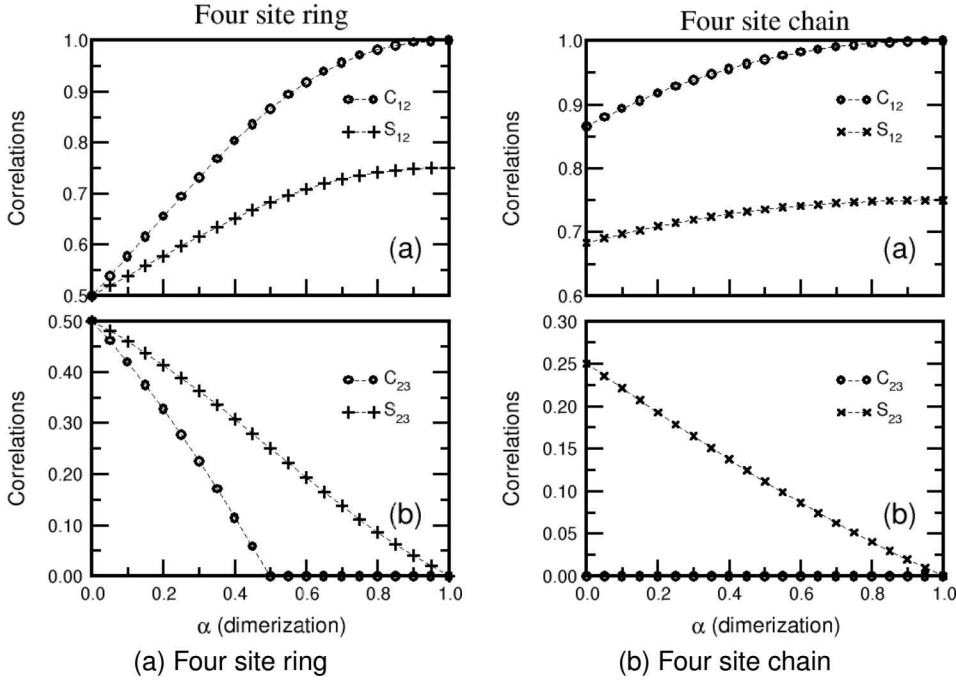 Four site ring
1.0
0.9
0.8
0.7
0.6
0.5
Correlations
C12
S12
(a)
0.50
0.40
0.30
0.20
0.10
0.00
Correlations
C23
S23
(b)
0.0 0.2 0.4 0.6 0.8 1.0
α (dimerization)
(a) Four site ring
Four site chain
1.0
0.9
0.8
0.7
0.6
Correlations
C12
S12
(a)
0.30
0.25
0.20
0.15
0.10
0.05
0.00
Correlations
C23
S23
(b)
0.0 0.2 0.4 0.6 0.8 1.0
α (dimerization)
(b) Four site chain